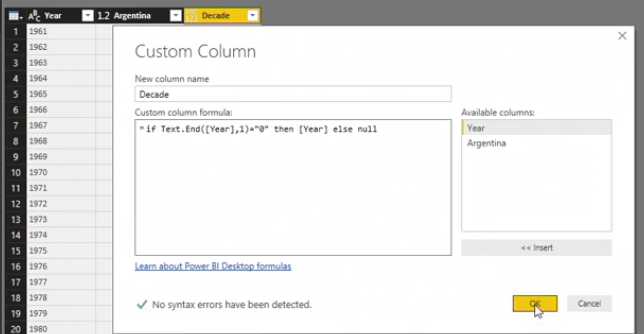 ABC Year 1.2 Argentina Decade
1 1961
2 1962
3 1963
4 1964
5 1965
6 1966
7 1967
8 1968
9 1969
10 1970
11 1971
12 1972
13 1973
14 1974
15 1975
16 1976
17 1977
18 1978
19 1979
20 1980
Custom Column
New column name
Decade
Custom column formula:
= if Text.End([Year],1)="0" then [Year] else null
Available columns:
Year
Argentina
<< Insert
Learn about Power BI Desktop formulas
No syntax errors have been detected.
OK
Cancel